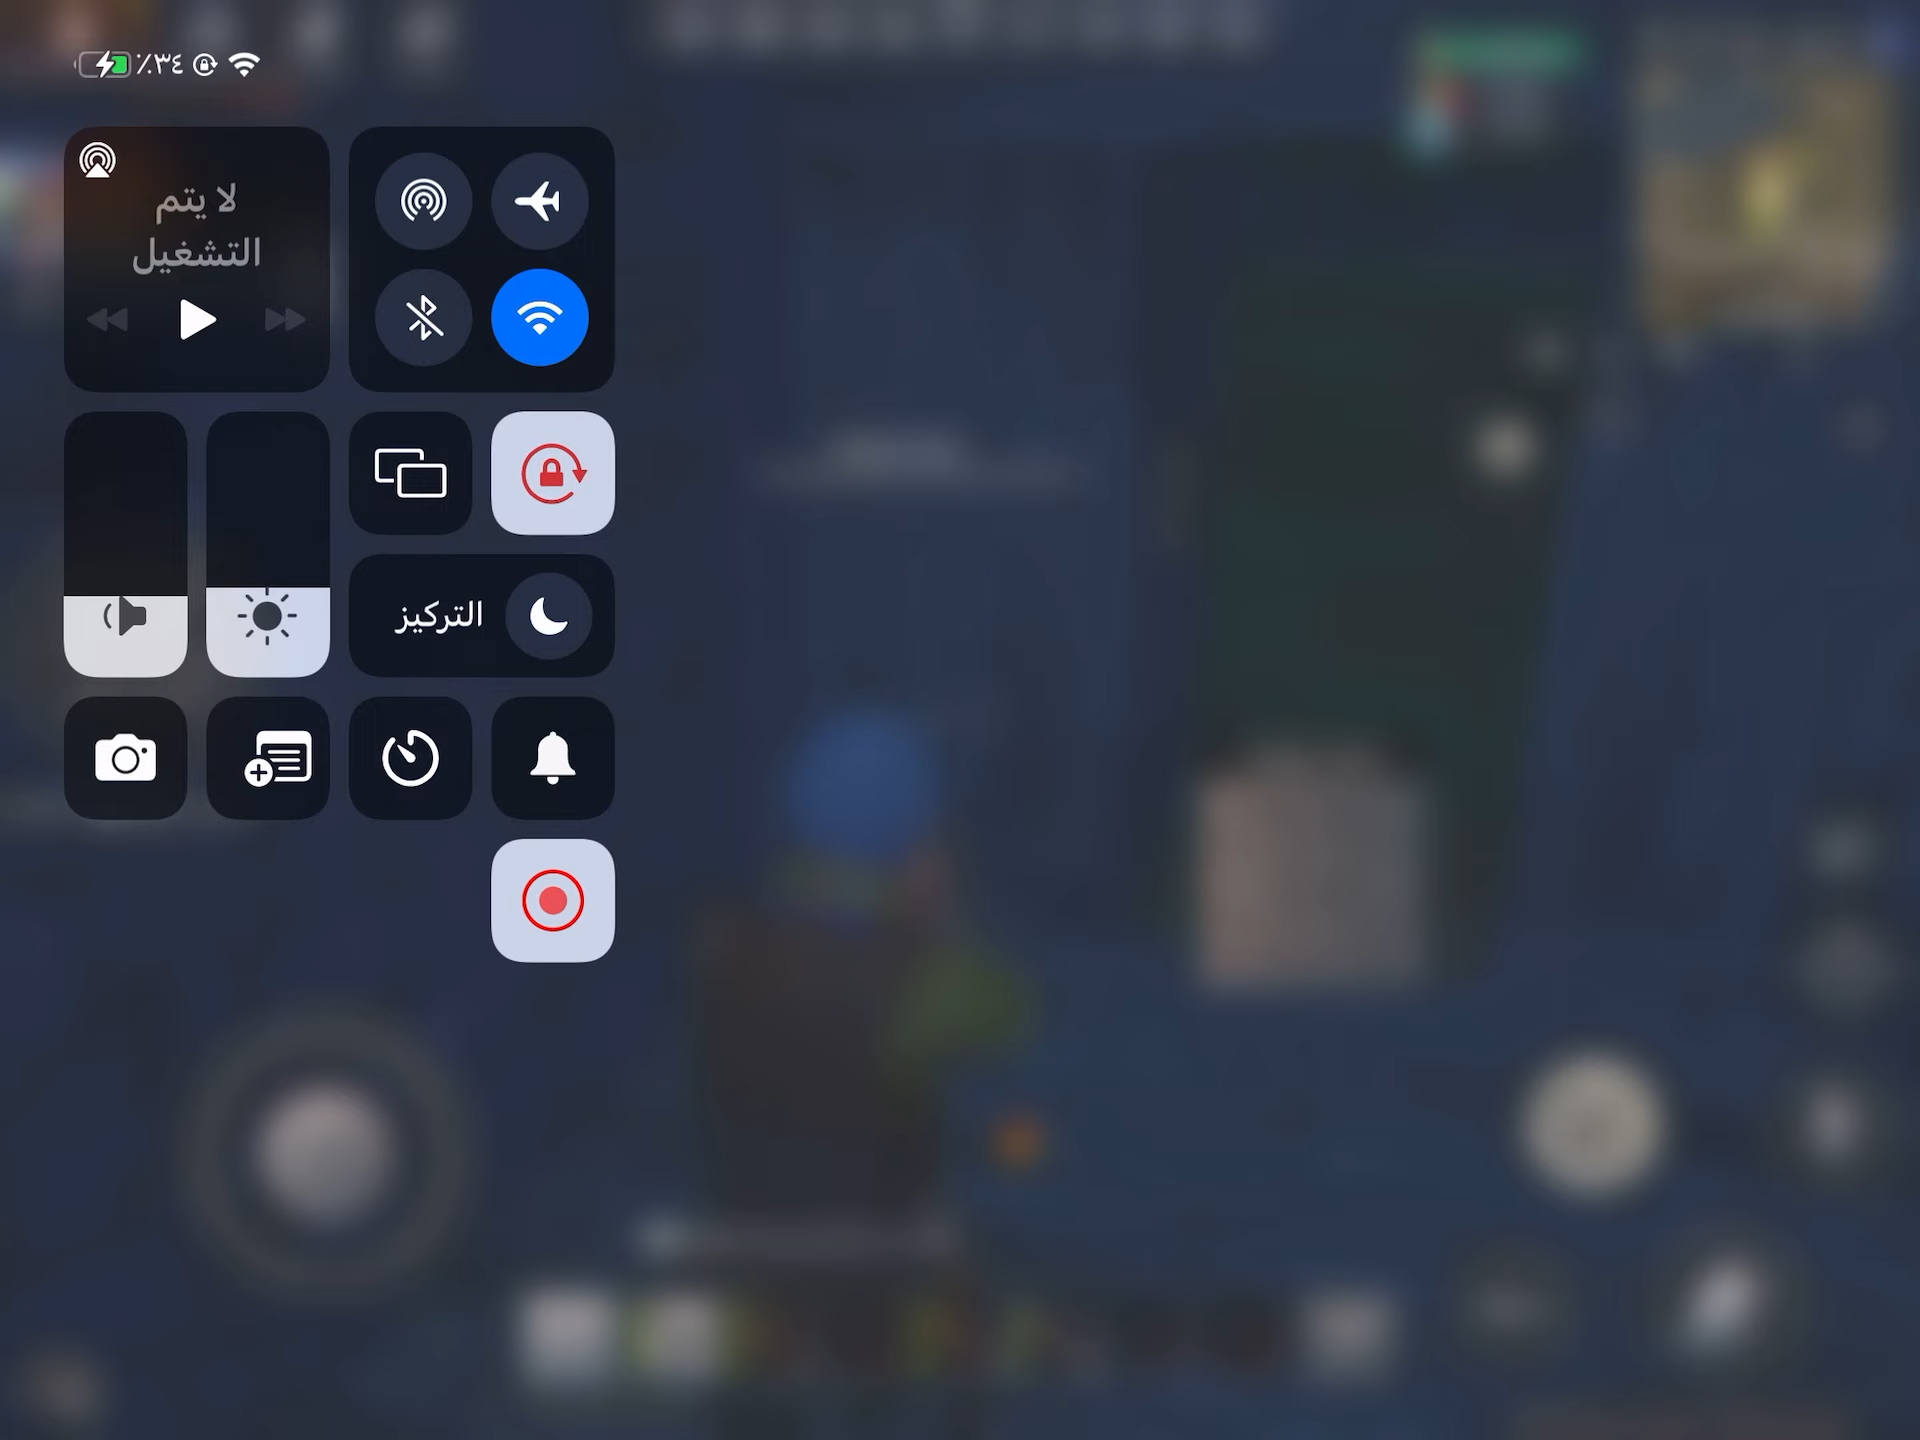 ٪٣٤
لا يتم
التشغيل
التركيز